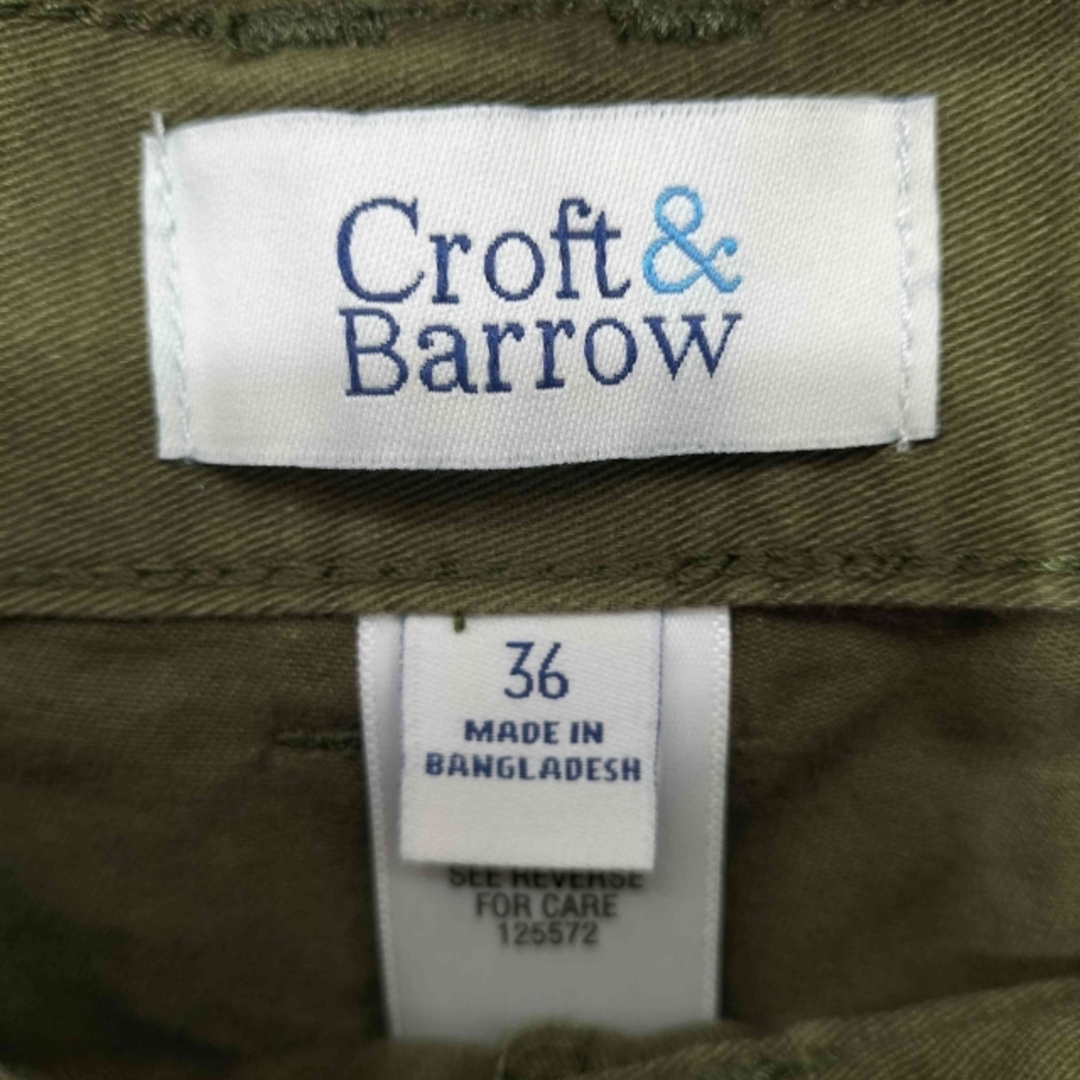 Croft &
Barrow
36
MADE IN
BANGLADESH
SEE REVERSE
FOR CARE
125572